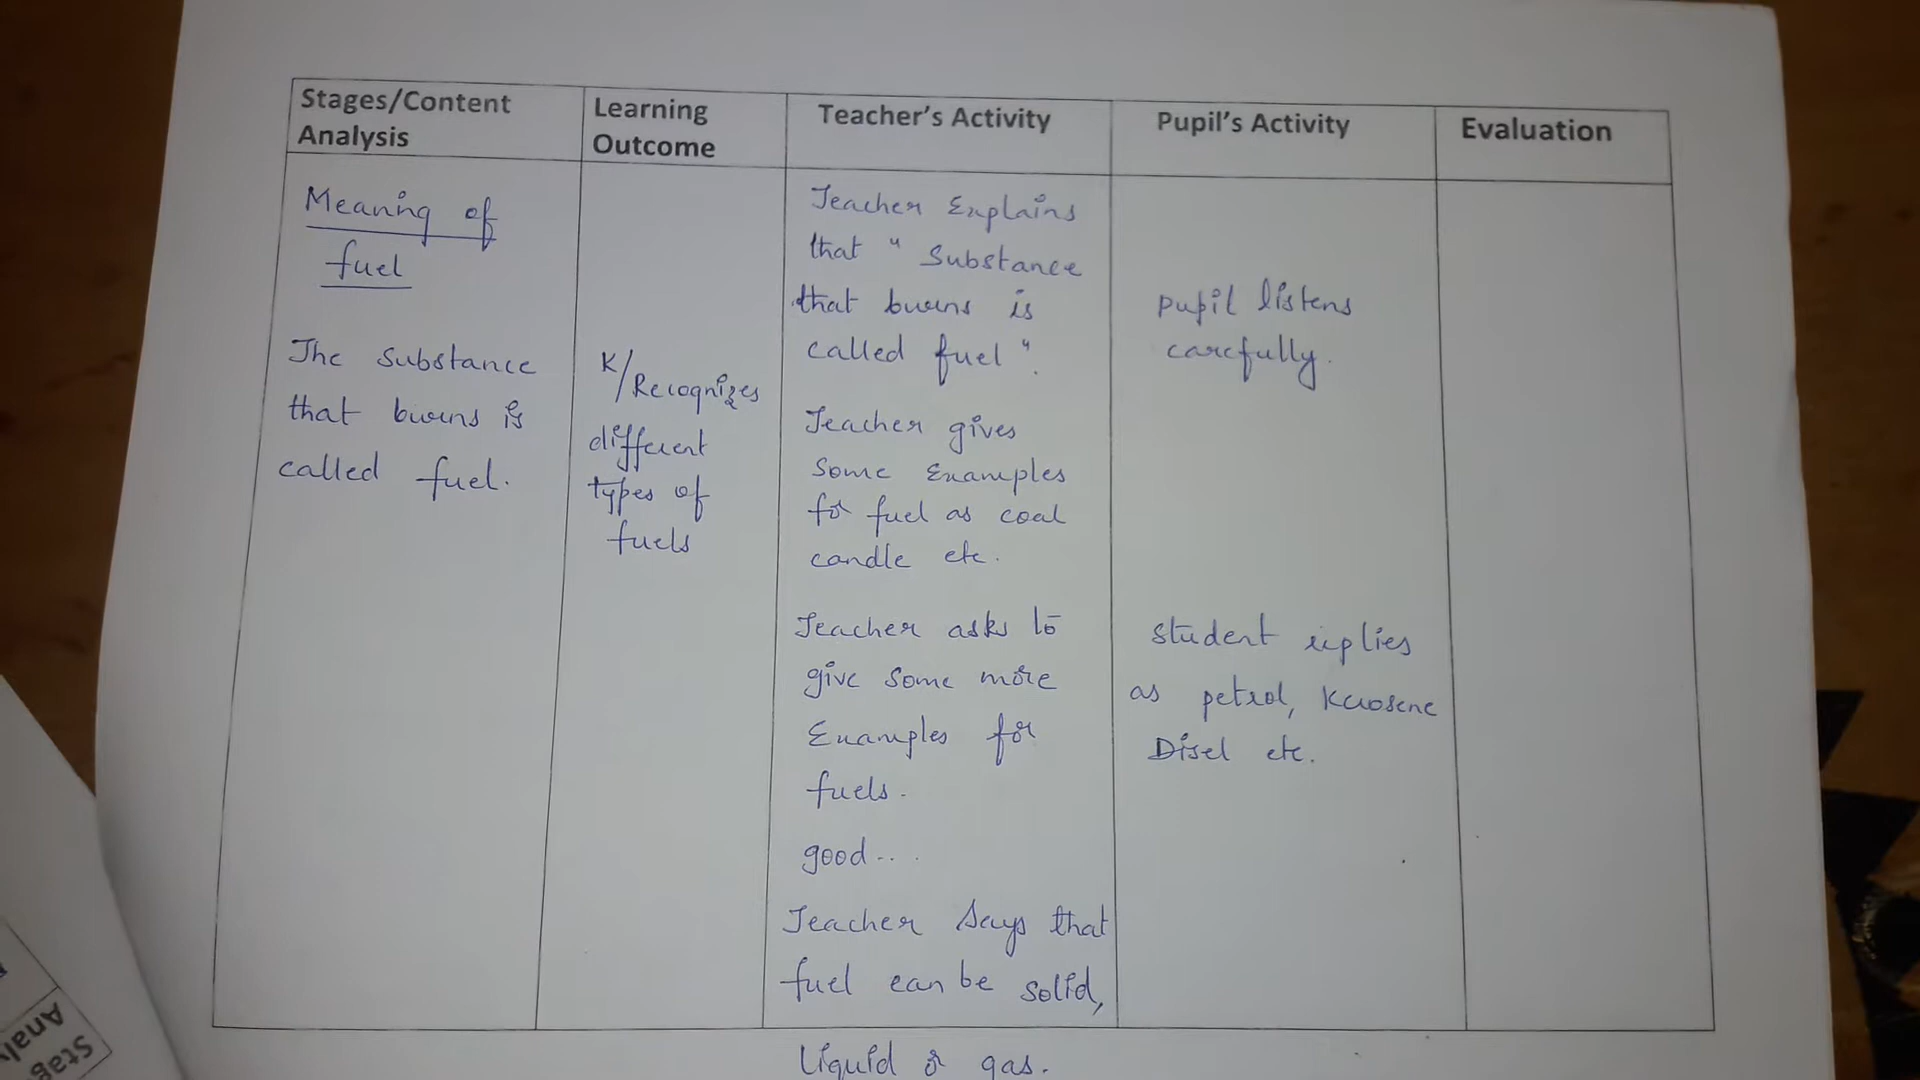 Stages/Content
Analysis
Learning
Outcome
Teacher's Activity
Pupil's Activity
Evaluation
Meaning of
fuel
The substance
that burns is
called fuel.
K/Recognizes
different
types of
fuels
Teacher Explains
that " Substance
that burns is
called fuel".
Teacher gives
some Examples
for fuel as coal
candle etc.
Teacher asks to
give some more
Examples for
fuels.
good...
Teacher says that
fuel can be solid,
liquid or gas.
pupil listens
carefully.
student replies
as petrol, Kerosene
Disel etc.
Stag
Anal